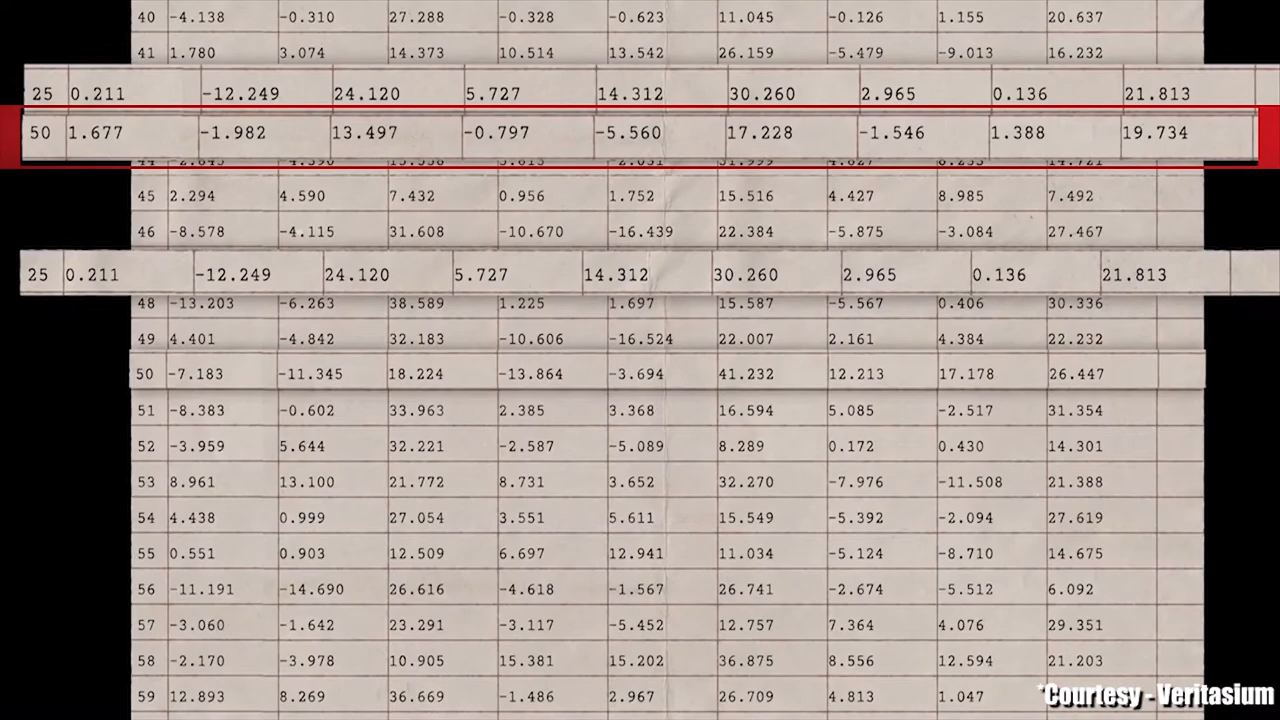 40 -4.138 -0.310 27.288 -0.328 -0.623 11.045 -0.126 1.155 20.637
41 1.780 3.074 14.373 10.514 13.542 26.159 -5.479 -9.013 16.232
25 0.211 -12.249 24.120 5.727 14.312 30.260 2.965 0.136 21.813
50 1.677 -1.982 13.497 -0.797 -5.560 17.228 -1.546 1.388 19.734
45 2.294 4.590 7.432 0.956 1.752 15.516 4.427 8.985 7.492
46 -8.578 -4.115 31.608 -10.670 -16.439 22.384 -5.875 -3.084 27.467
25 0.211 -12.249 24.120 5.727 14.312 30.260 2.965 0.136 21.813
48 -13.203 -6.263 38.589 1.225 1.697 15.587 -5.567 0.406 30.336
49 4.401 -4.842 32.183 -10.606 -16.524 22.007 2.161 4.384 22.232
50 -7.183 -11.345 18.224 -13.864 -3.694 41.232 12.213 17.178 26.447
51 -8.383 -0.602 33.963 2.385 3.368 16.594 5.085 -2.517 31.354
52 -3.959 5.644 32.221 -2.587 -5.089 8.289 0.172 0.430 14.301
53 8.961 13.100 21.772 8.731 3.652 32.270 -7.976 -11.508 21.388
54 4.438 0.999 27.054 3.551 5.611 15.549 -5.392 -2.094 27.619
55 0.551 0.903 12.509 6.697 12.941 11.034 -5.124 -8.710 14.675
56 -11.191 -14.690 26.616 -4.618 -1.567 26.741 -2.674 -5.512 6.092
57 -3.060 -1.642 23.291 -3.117 -5.452 12.757 7.364 4.076 29.351
58 -2.170 -3.978 10.905 15.381 15.202 36.875 8.556 12.594 21.203
59 12.893 8.269 36.669 -1.486 2.967 26.709 4.813 1.047
*Courtesy - Veritasium